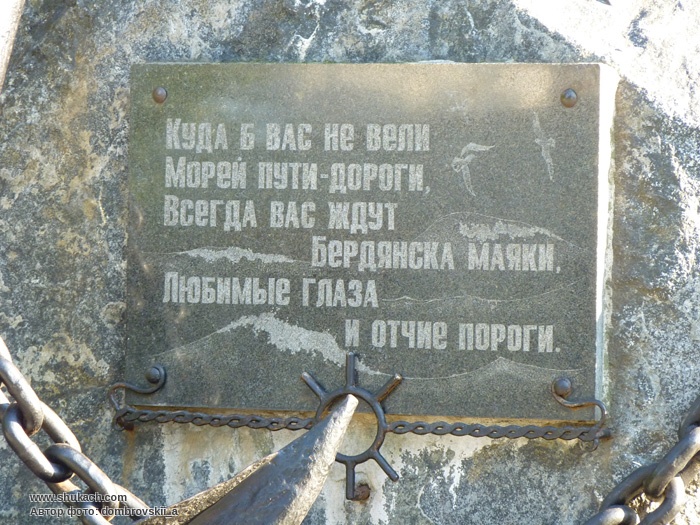 Куда б вас не вели
Морей пути-дороги,
Всегда вас ждут
Бердянска маяки,
Любимые глаза
и отчие пороги.
www.shukach.com
Автор фото: dombrovskii_a